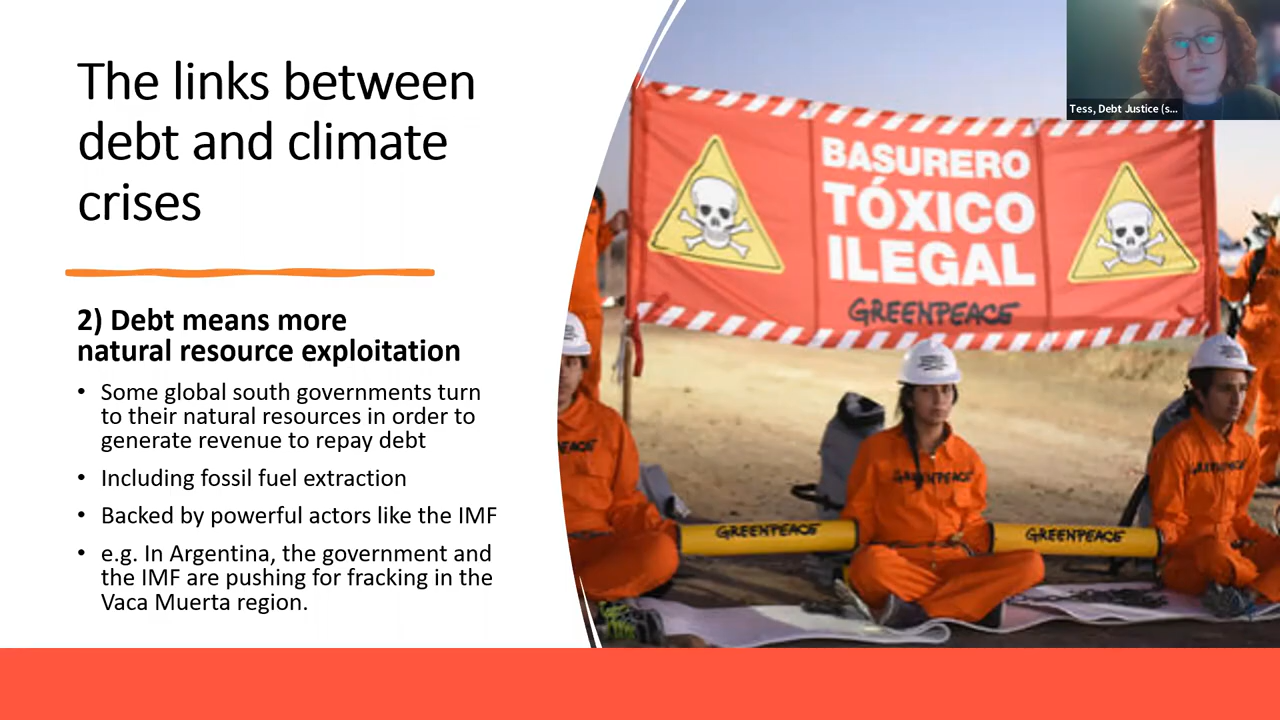 The links between
debt and climate
crises
2) Debt means more
natural resource exploitation
• Some global south governments turn
to their natural resources in order to
generate revenue to repay debt
• Including fossil fuel extraction
• Backed by powerful actors like the IMF
• e.g. In Argentina, the government and
the IMF are pushing for fracking in the
Vaca Muerta region.
Tess, Debt Justice (s...
BASURERO
TÓXICO
ILEGAL
GREENPEACE
GREENPEACE
GREENPEACE
GREENPEACE
GREENPEACE